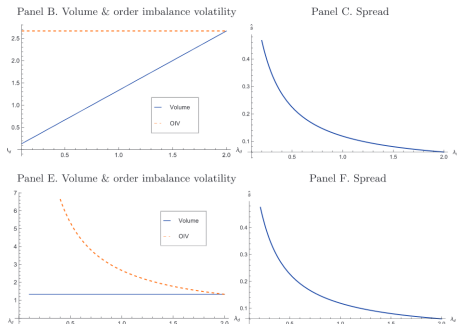 Panel B. Volume & order imbalance volatility
Panel C. Spread
2.5
2.0
1.5
1.0
0.5
0.5 1.0 1.5 2.0
Volume
OIV
0.4
0.3
0.2
0.1
0.5 1.0 1.5 2.0
Panel E. Volume & order imbalance volatility
Panel F. Spread
7
6
5
4
3
2
1
0.5 1.0 1.5 2.0 λd
Volume
OIV
0.4
0.3
0.2
0.1
0.5 1.0 1.5 2.0 λd